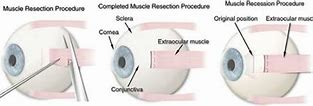 Muscle Resection Procedure
Completed Muscle Resection Procedure
Sclera
Cornea
Extraocular muscle
Conjunctiva
Muscle Recession Procedure
Original position
Extraocular muscle